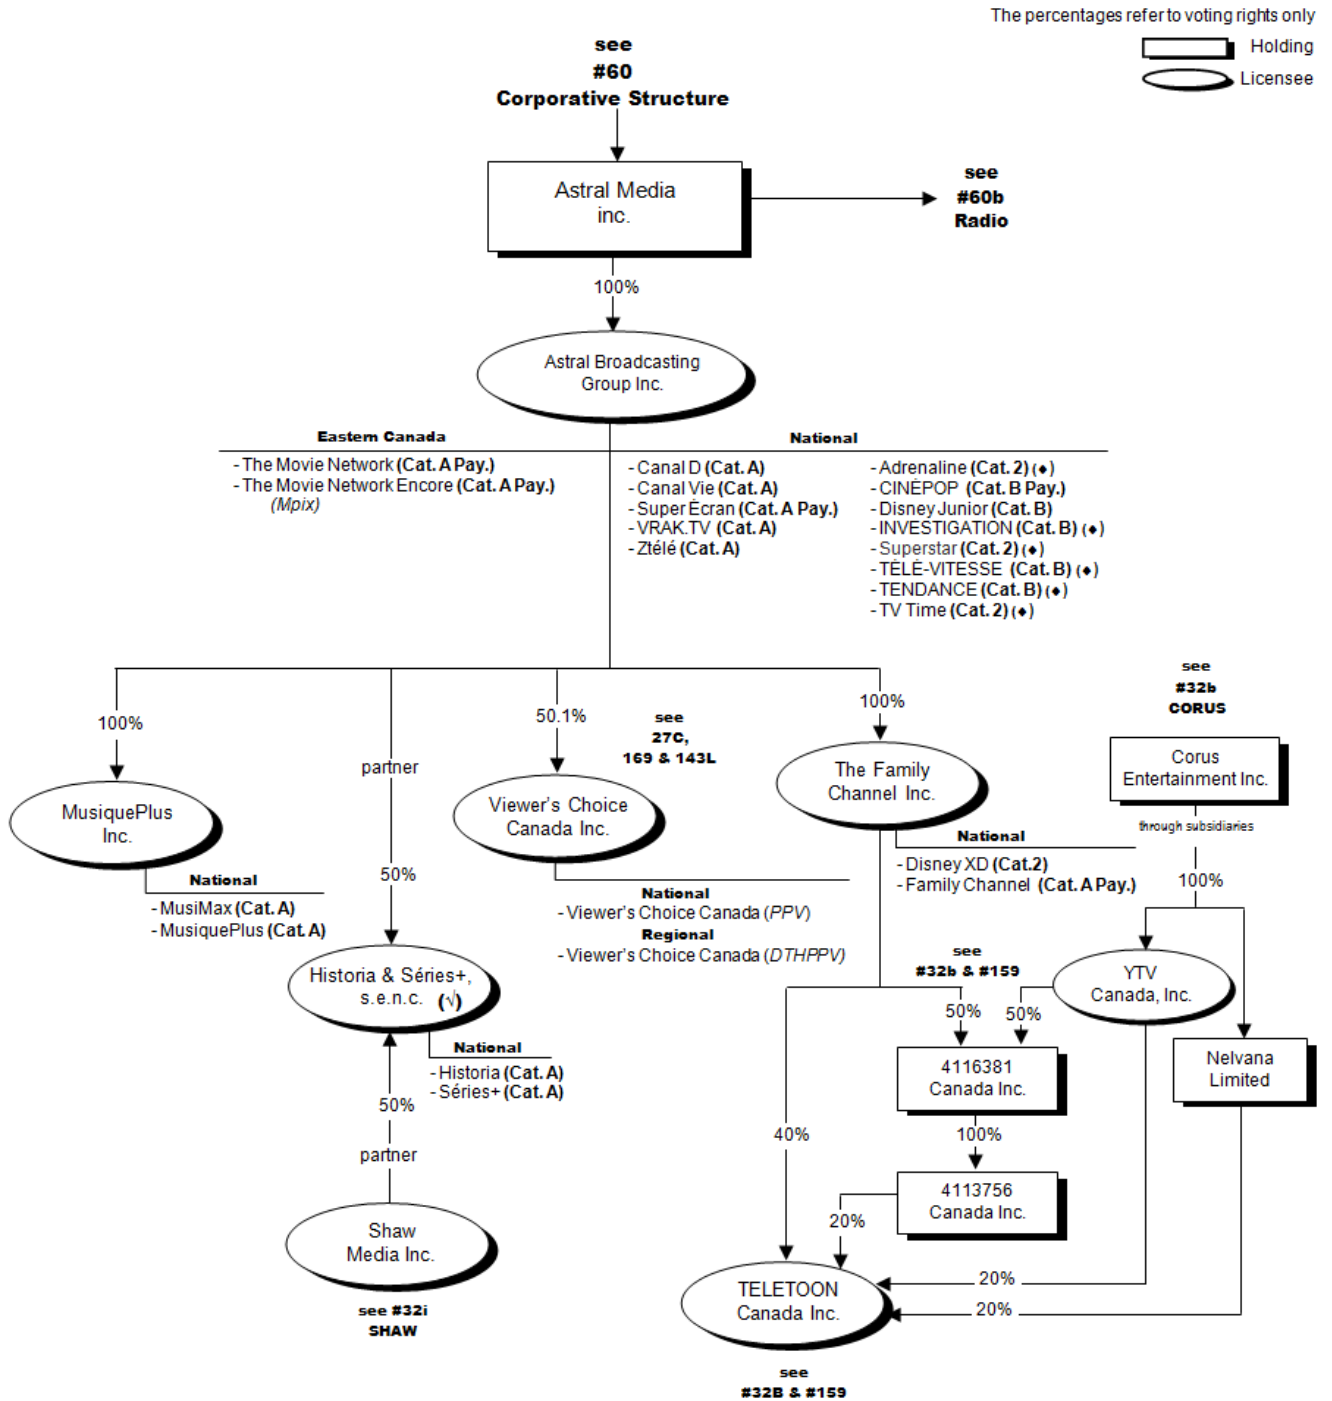 The percentages refer to voting rights only
Holding
Licensee
see
#60
Corporative Structure
Astral Media
inc.
see
#60b
Radio
100%
Astral Broadcasting
Group Inc.
Eastern Canada
- The Movie Network (Cat. A Pay.)
- The Movie Network Encore (Cat. A Pay.)
(Mpix)
National
- Canal D (Cat. A)
- Canal Vie (Cat. A)
- Super Écran (Cat. A Pay.)
- VRAK.TV (Cat. A)
- Ztélé (Cat. A)
- Adrenaline (Cat. 2) (♦)
- CINÉPOP (Cat. B Pay.)
- Disney Junior (Cat. B)
- INVESTIGATION (Cat. B) (♦)
- Superstar (Cat. 2) (♦)
- TÉLÉ-VITESSE (Cat. B) (♦)
- TENDANCE (Cat. B) (♦)
- TV Time (Cat. 2) (♦)
100%
partner
50.1%
see
27C,
169 & 143L
100%
see
#32b
CORUS
MusiquePlus
Inc.
National
- MusiMax (Cat. A)
- MusiquePlus (Cat. A)
50%
Viewer's Choice
Canada Inc.
National
- Viewer's Choice Canada (PPV)
Regional
- Viewer's Choice Canada (DTHPPV)
The Family
Channel Inc.
National
- Disney XD (Cat.2)
- Family Channel (Cat. A Pay.)
Corus
Entertainment Inc.
through subsidiaries
100%
Historia & Séries+,
s.e.n.c. (√)
National
- Historia (Cat. A)
- Séries+ (Cat. A)
50%
partner
Shaw
Media Inc.
see #32i
SHAW
see
#32b & #159
50%
50%
YTV
Canada, Inc.
4116381
Canada Inc.
Nelvana
Limited
40%
100%
4113756
Canada Inc.
20%
20%
20%
TELETOON
Canada Inc.
see
#32B & #159